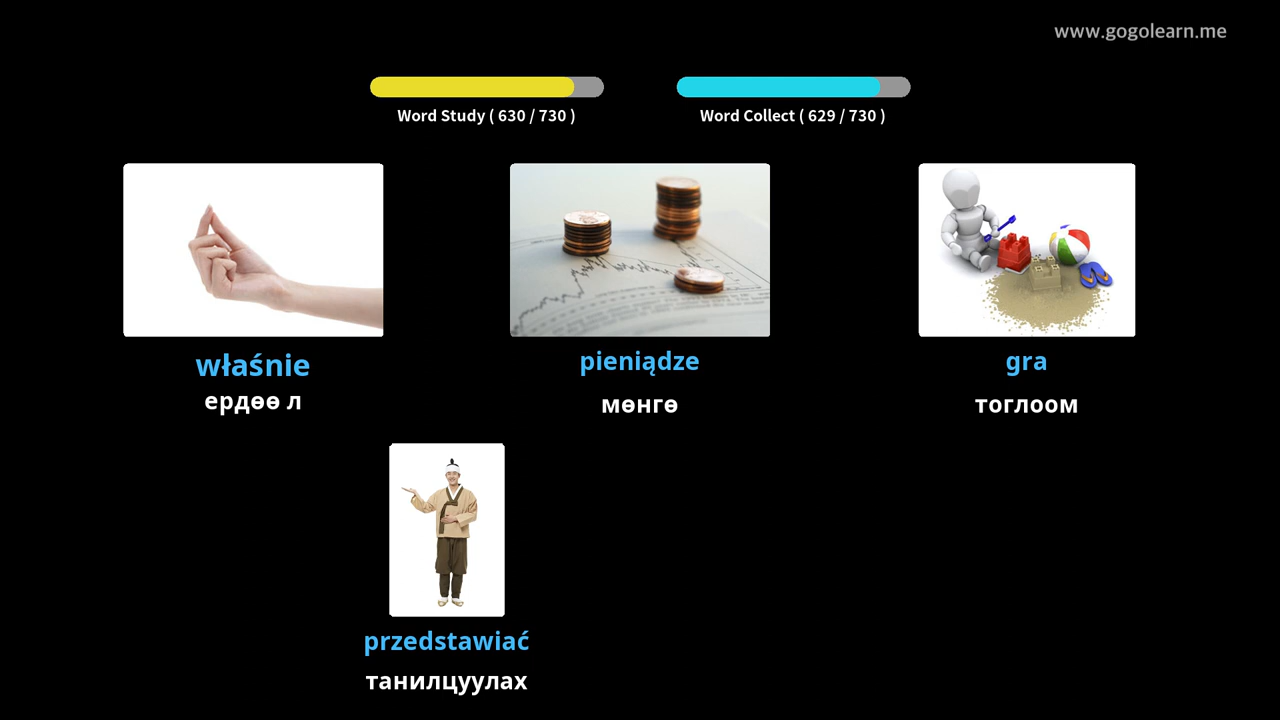 www.gogolearn.me
Word Study ( 630 / 730 )
Word Collect ( 629 / 730 )
właśnie
ердөө л
pieniądze
мөнгө
gra
тоглоом
przedstawiać
танилцуулах